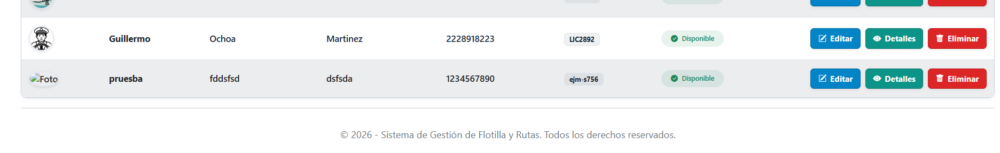 Guillermo Ochoa Martinez 2228918223 LIC2892 Disponible Editar Detalles Eliminar
Foto pruesba fddsfsd dsfsda 1234567890 ejm-s756 Disponible Editar Detalles Eliminar
© 2026 - Sistema de Gestión de Flotilla y Rutas. Todos los derechos reservados.